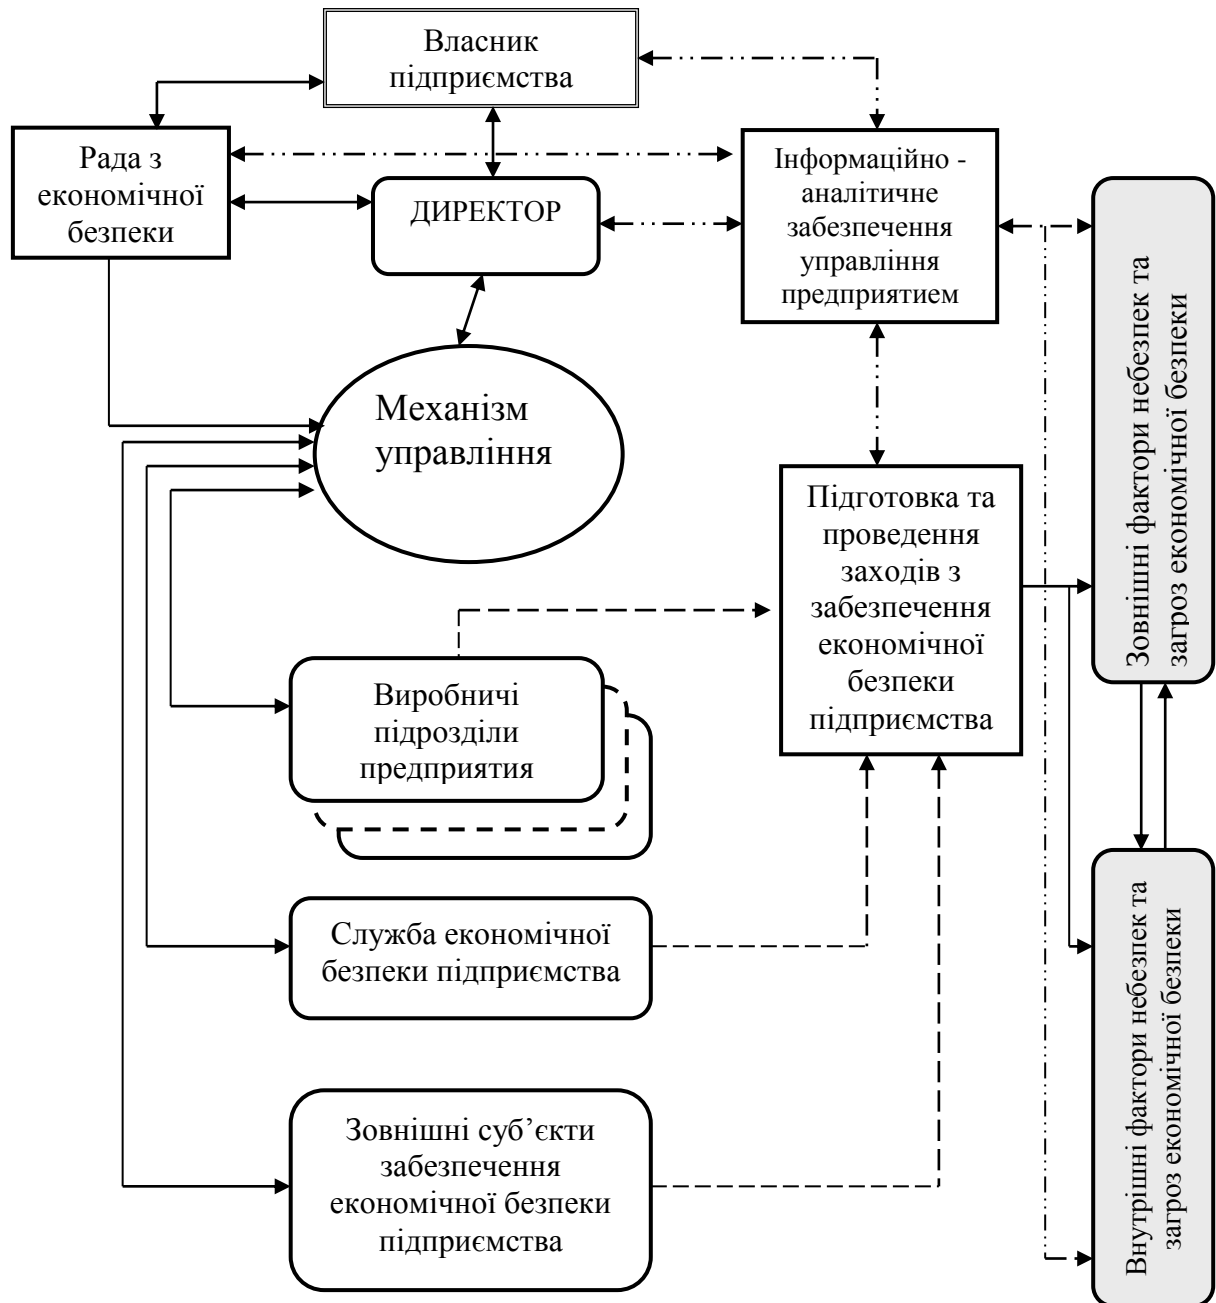 Власник
підприємства
Рада з
економічної
безпеки
ДИРЕКТОР
Інформаційно -
аналітичне
забезпечення
управління
предприятием
Зовнішні фактори небезпек та
загроз економічної безпеки
Механізм
управління
Підготовка та
проведення
заходів з
забезпечення
економічної
безпеки
підприємства
Виробничі
підрозділи
предприятия
Служба економічної
безпеки підприємства
Внутрішні фактори небезпек та
загроз економічної безпеки
Зовнішні суб’єкти
забезпечення
економічної безпеки
підприємства